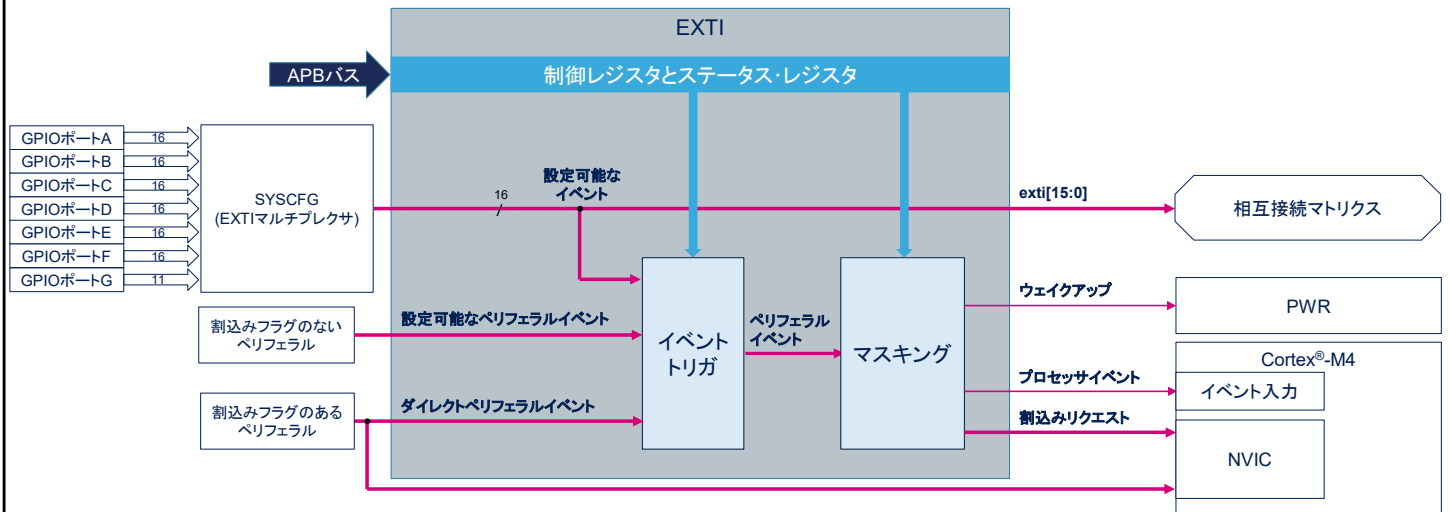 EXTI
APBバス
制御レジスタとステータス・レジスタ
GPIOポートA
16
GPIOポートB
16
GPIOポートC
16
GPIOポートD
16
GPIOポートE
16
GPIOポートF
16
GPIOポートG
11
SYSCFG
(EXTIマルチプレクサ)
16
設定可能な
イベント
exti[15:0]
相互接続マトリクス
割込みフラグのない
ペリフェラル
設定可能なペリフェラルイベント
イベント
トリガ
ペリフェラル
イベント
マスキング
ウェイクアップ
PWR
Cortex®-M4
プロセッサイベント
イベント入力
割込みフラグのある
ペリフェラル
ダイレクトペリフェラルイベント
割込みリクエスト
NVIC